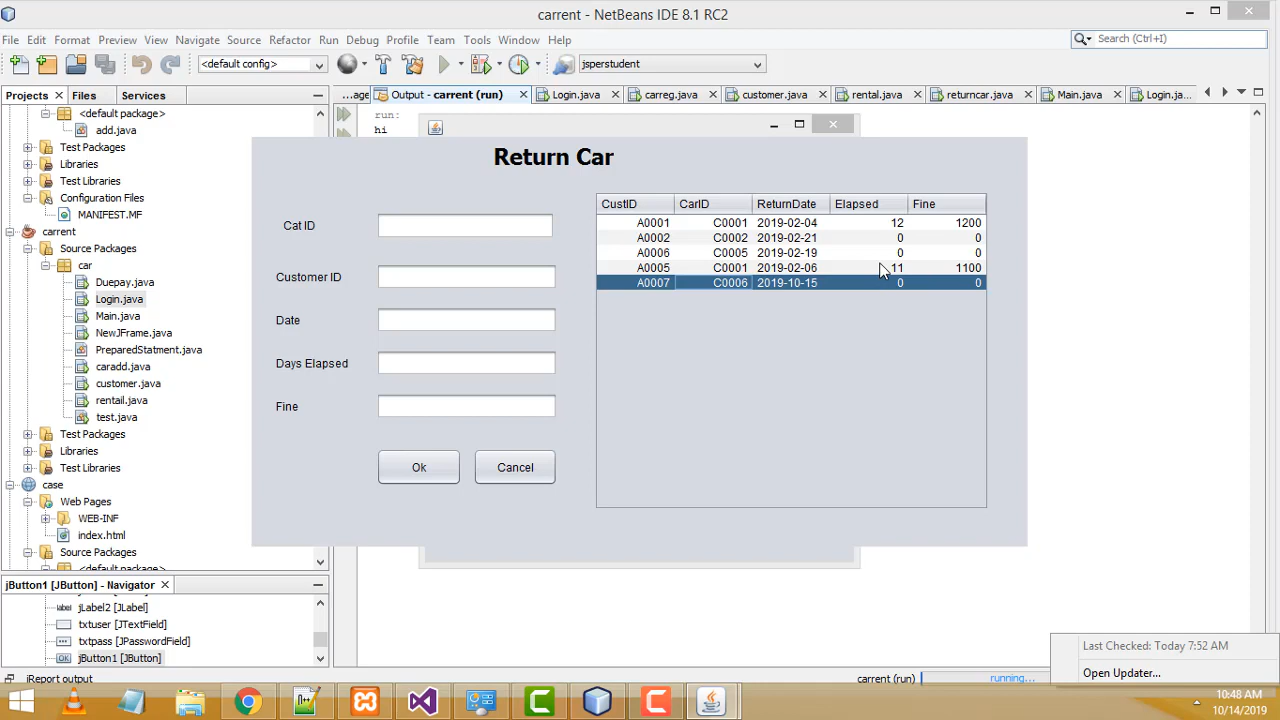 carrent - NetBeans IDE 8.1 RC2
File Edit Format Preview View Navigate Source Refactor Run Debug Profile Team Tools Window Help
Search (Ctrl+I)
<default config>
jsperstudent
Projects Files Services
...age Output - carrent (run) Login.java carreg.java customer.java rental.java returncar.java Main.java Login.ja...
<default package>
add.java
Test Packages
Libraries
Test Libraries
Configuration Files
MANIFEST.MF
carrent
Source Packages
car
Duepay.java
Login.java
Main.java
NewJFrame.java
PreparedStatment.java
caradd.java
customer.java
rentail.java
test.java
Test Packages
Libraries
Test Libraries
case
Web Pages
WEB-INF
index.html
Source Packages
run:
hi
Return Car
Cat ID
Customer ID
Date
Days Elapsed
Fine
Ok Cancel
CustID CarID ReturnDate Elapsed Fine
A0001 C0001 2019-02-04 12 1200
A0002 C0002 2019-02-21 0 0
A0006 C0005 2019-02-19 0 0
A0005 C0001 2019-02-06 11 1100
A0007 C0006 2019-10-15 0 0
jButton1 [JButton] - Navigator
jLabel2 [JLabel]
txtuser [JTextField]
txtpass [JPasswordField]
jButton1 [JButton]
Last Checked: Today 7:52 AM
Open Updater...
iReport output
carrent (run)
running...
10:48 AM
10/14/2019